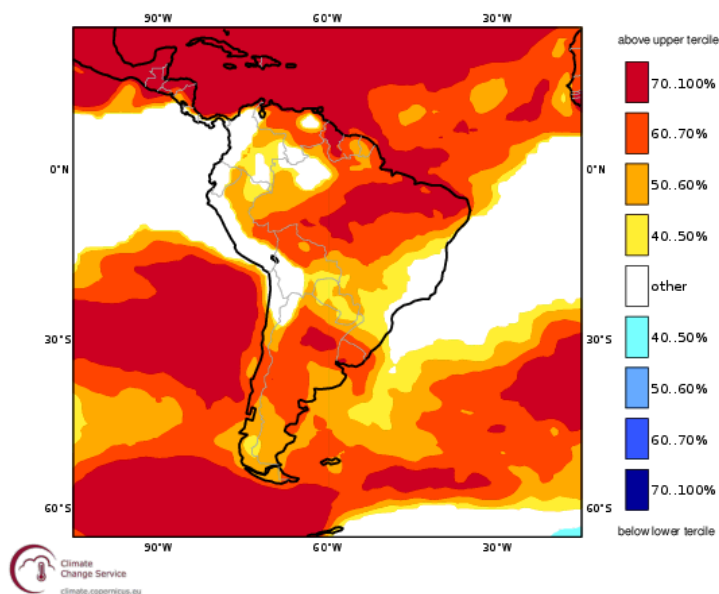 90°W 60°W 30°W
above upper tercile
70..100%
60..70%
50..60%
40..50%
other
40..50%
50..60%
60..70%
70..100%
below lower tercile
0°N 0°N
30°S 30°S
60°S 60°S
90°W 60°W 30°W
Climate
Change Service
climate.copernicus.eu